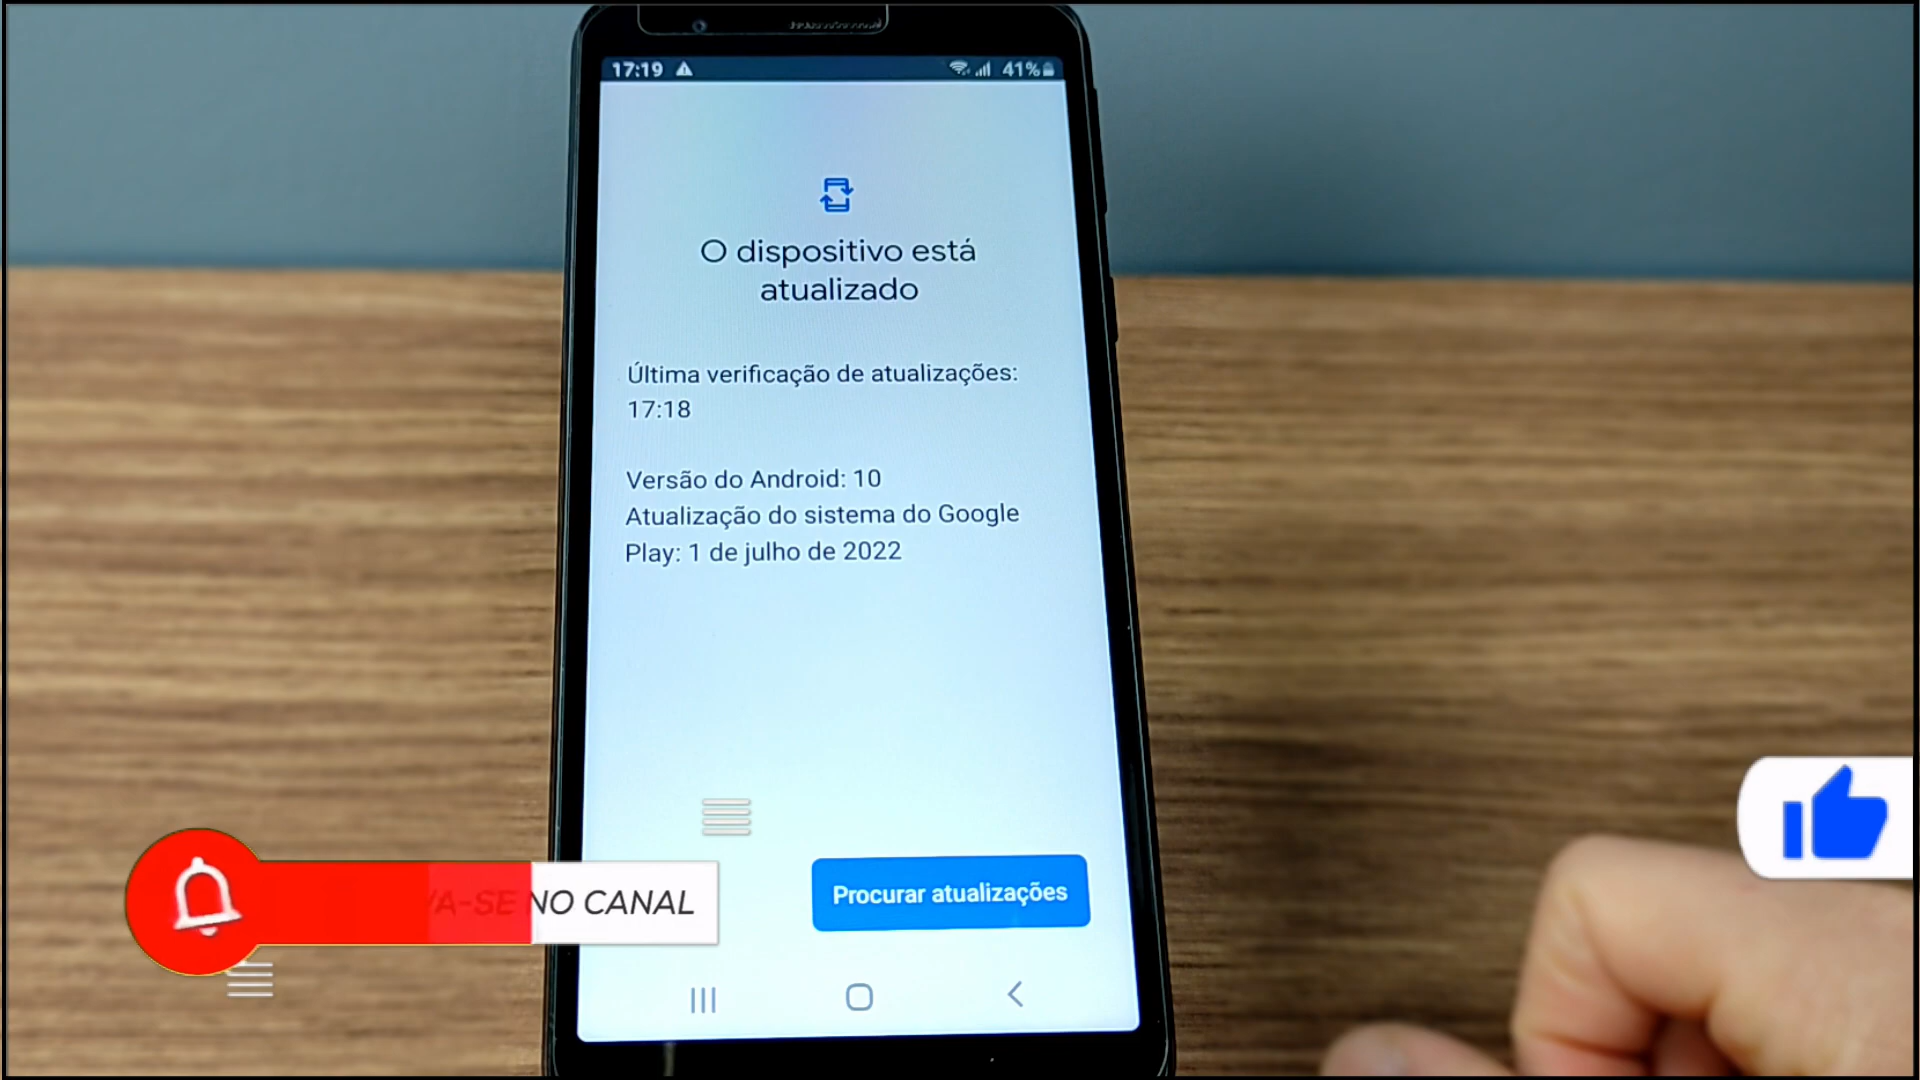 17:19
41%
O dispositivo está
atualizado
Última verificação de atualizações:
17:18
Versão do Android: 10
Atualização do sistema do Google
Play: 1 de julho de 2022
Procurar atualizações
NO CANAL